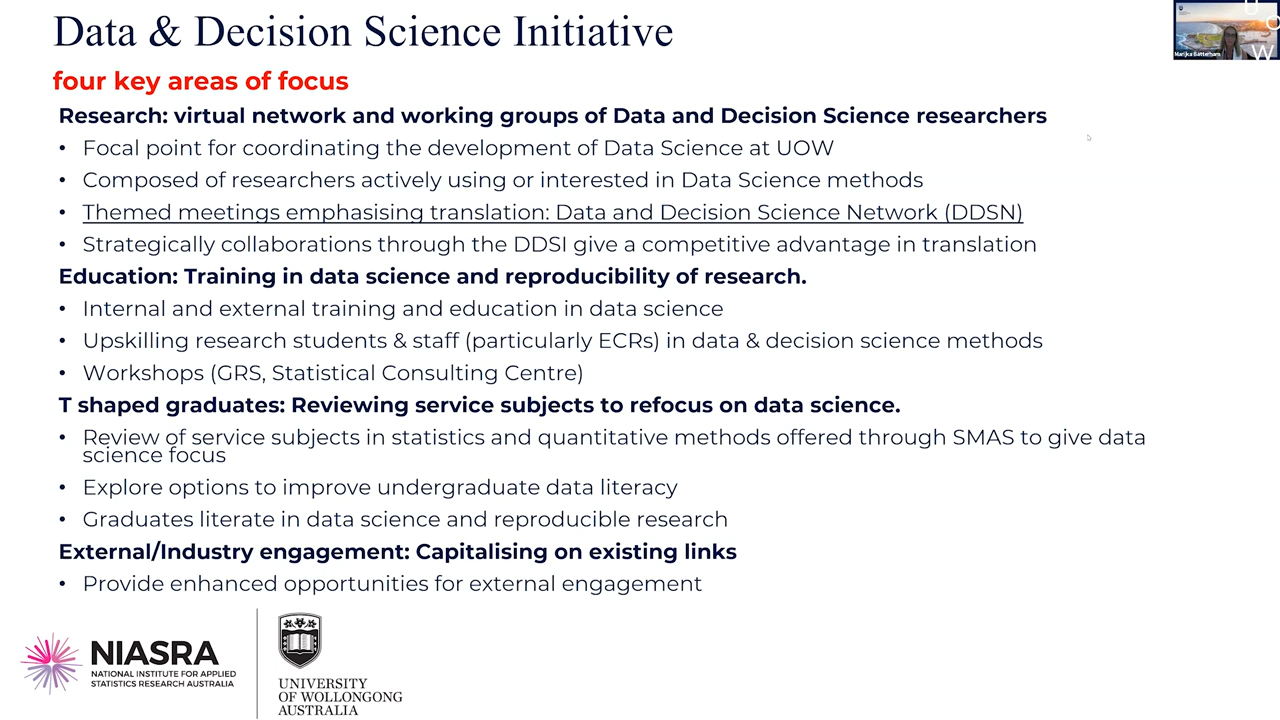 Data & Decision Science Initiative
four key areas of focus
Research: virtual network and working groups of Data and Decision Science researchers
• Focal point for coordinating the development of Data Science at UOW
• Composed of researchers actively using or interested in Data Science methods
• Themed meetings emphasising translation: Data and Decision Science Network (DDSN)
• Strategically collaborations through the DDSI give a competitive advantage in translation
Education: Training in data science and reproducibility of research.
• Internal and external training and education in data science
• Upskilling research students & staff (particularly ECRs) in data & decision science methods
• Workshops (GRS, Statistical Consulting Centre)
T shaped graduates: Reviewing service subjects to refocus on data science.
• Review of service subjects in statistics and quantitative methods offered through SMAS to give data
science focus
• Explore options to improve undergraduate data literacy
• Graduates literate in data science and reproducible research
External/Industry engagement: Capitalising on existing links
• Provide enhanced opportunities for external engagement
NIASRA
NATIONAL INSTITUTE FOR APPLIED
STATISTICS RESEARCH AUSTRALIA
UNIVERSITY
OF WOLLONGONG
AUSTRALIA
U
O
W
Marijka Batterham